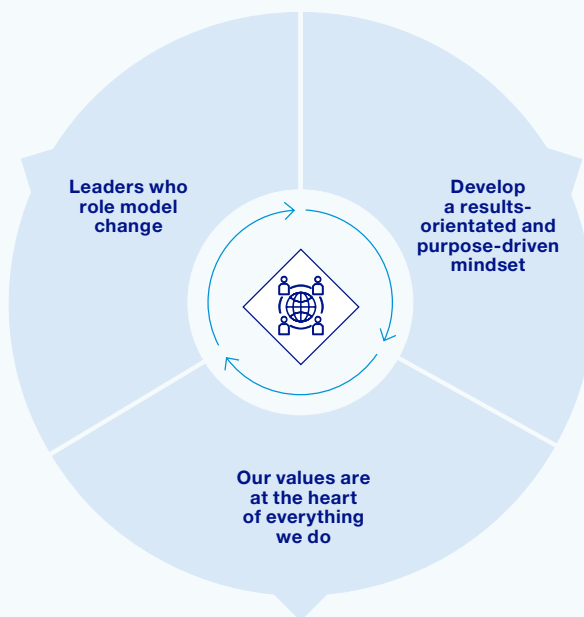 Leaders who
role model
change
Develop
a results-
orientated and
purpose-driven
mindset
Our values are
at the heart
of everything
we do